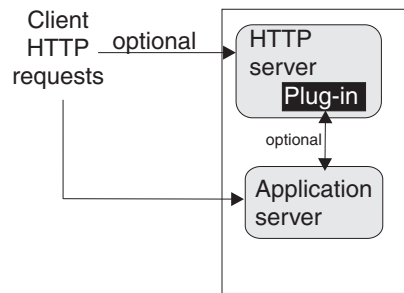 Client
HTTP
requests
optional
HTTP
server
Plug-in
optional
Application
server